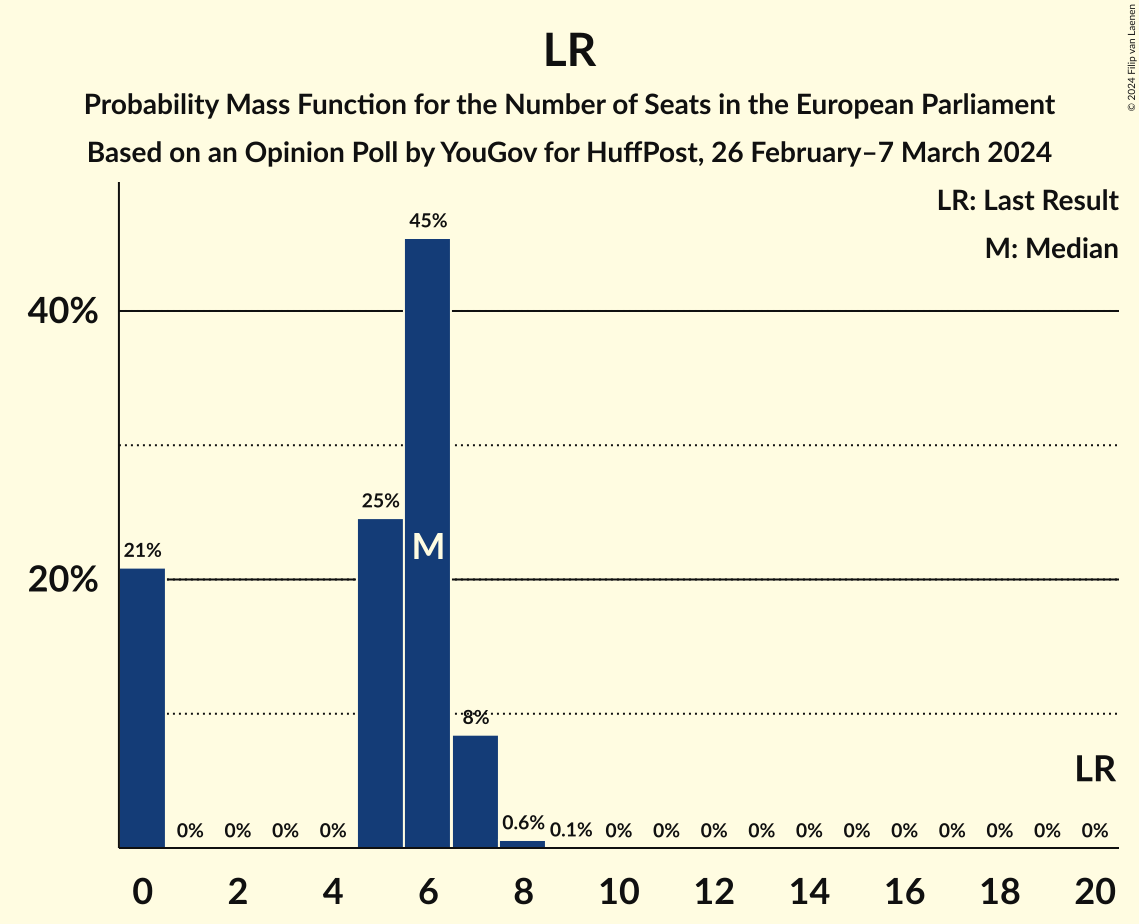 LR
Probability Mass Function for the Number of Seats in the European Parliament
Based on an Opinion Poll by YouGov for HuffPost, 26 February–7 March 2024
© 2024 Filip van Laenen
LR: Last Result
M: Median
45%
40%
25%
M
21%
20%
8%
LR
0% 0% 0% 0% 0.6% 0.1% 0% 0% 0% 0% 0% 0% 0% 0% 0% 0% 0%
0 2 4 6 8 10 12 14 16 18 20